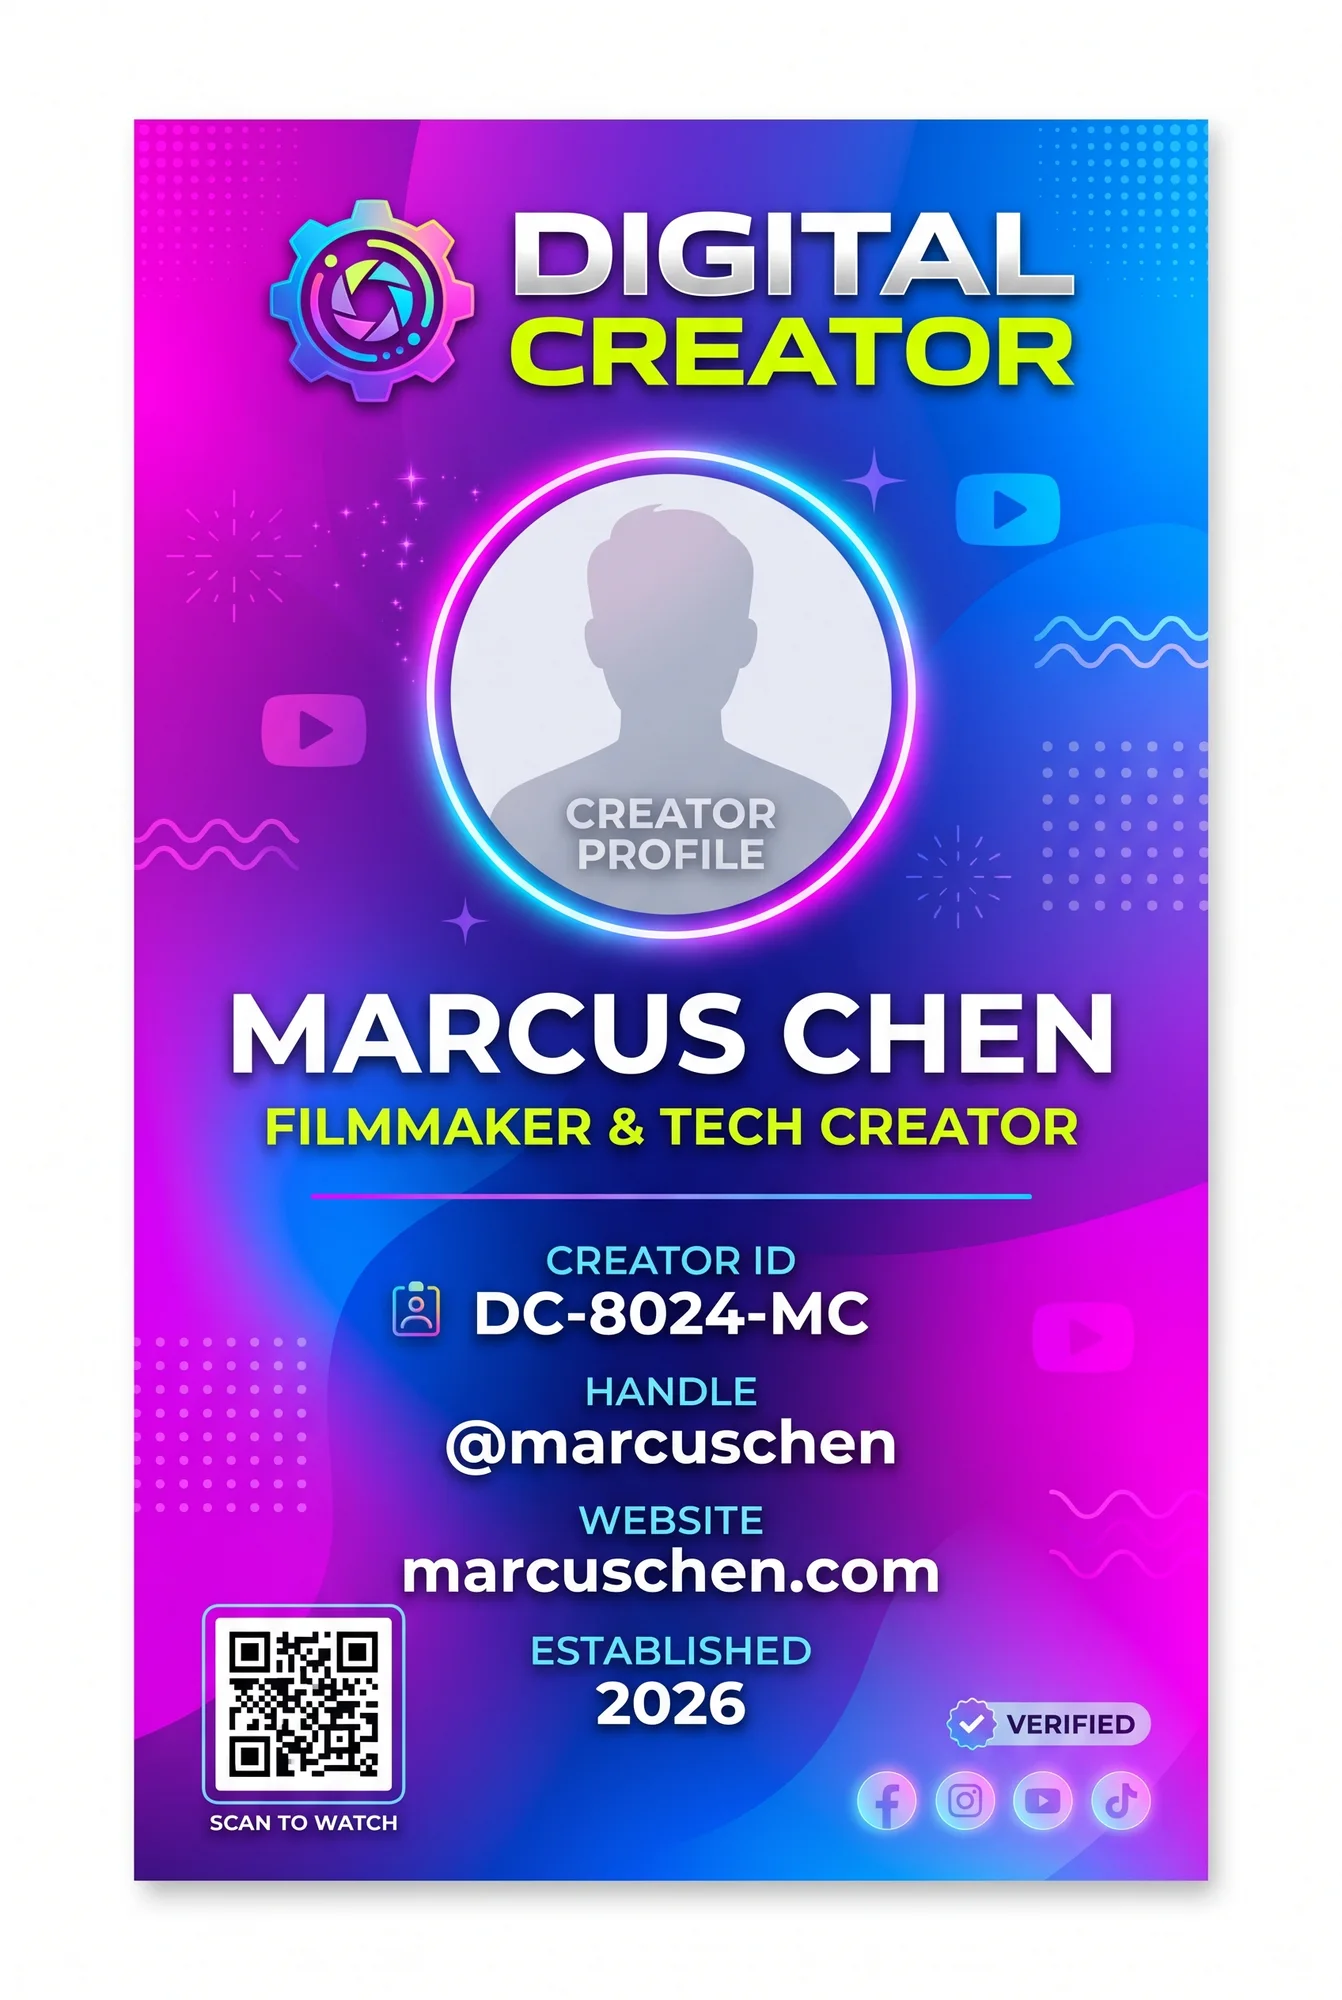 DIGITAL
CREATOR
CREATOR
PROFILE
MARCUS CHEN
FILMMAKER & TECH CREATOR
CREATOR ID
DC-8024-MC
HANDLE
@marcuschen
WEBSITE
marcuschen.com
ESTABLISHED
2026
VERIFIED
SCAN TO WATCH